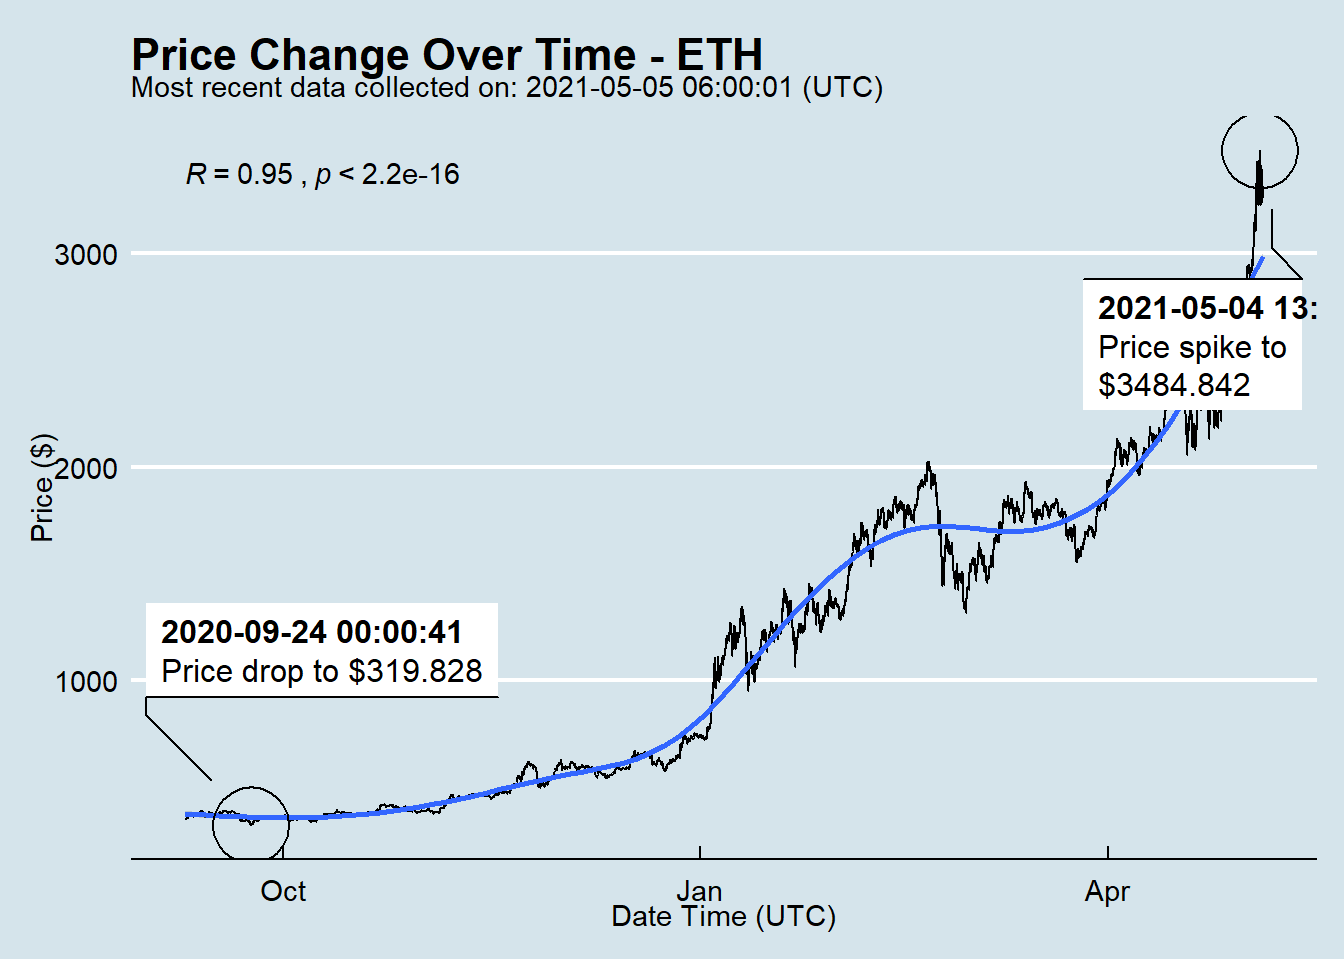 Price Change Over Time - ETH
Most recent data collected on: 2021-05-05 06:00:01 (UTC)
R = 0.95 , p < 2.2e-16
3000
2021-05-04 13:
Price spike to
$3484.842
Price ($)
2000
2020-09-24 00:00:41
Price drop to $319.828
1000
Oct
Jan
Apr
Date Time (UTC)